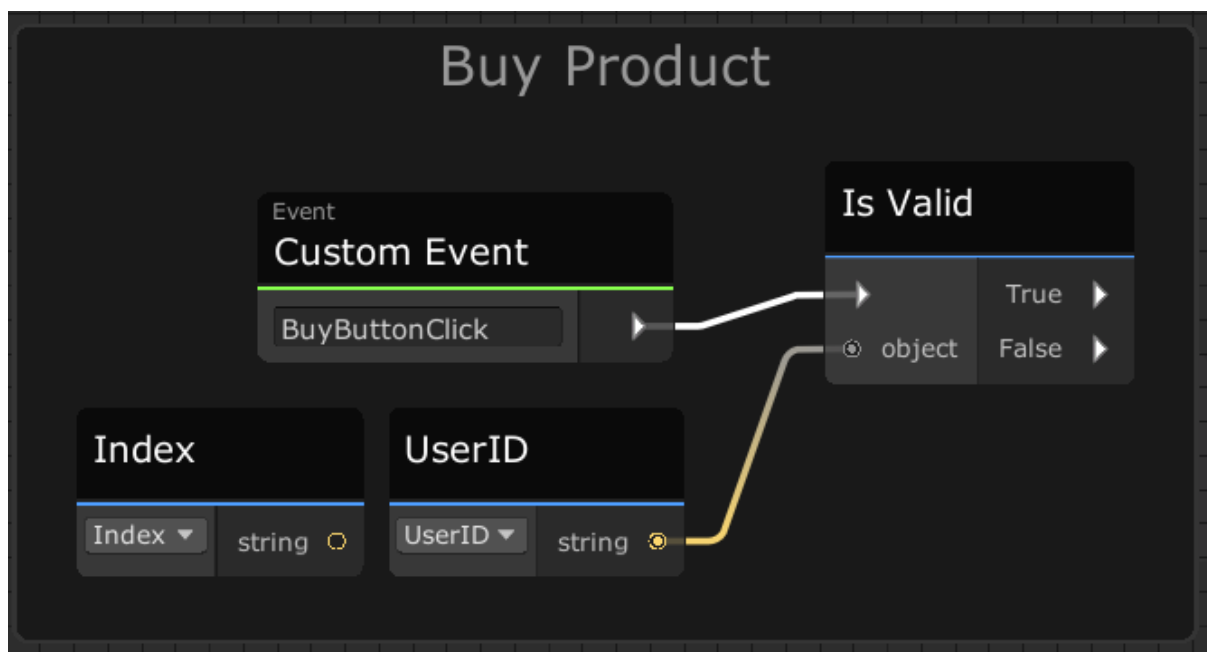 Buy Product
Event
Custom Event
BuyButtonClick
Is Valid
True
object False
Index
Index string
UserID
UserID string